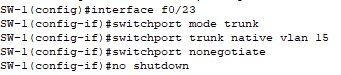 SW-1(config)#interface f0/23
SW-1(config-if)#switchport mode trunk
SW-1(config-if)#switchport trunk native vlan 15
SW-1(config-if)#switchport nonegotiate
SW-1(config-if)#no shutdown